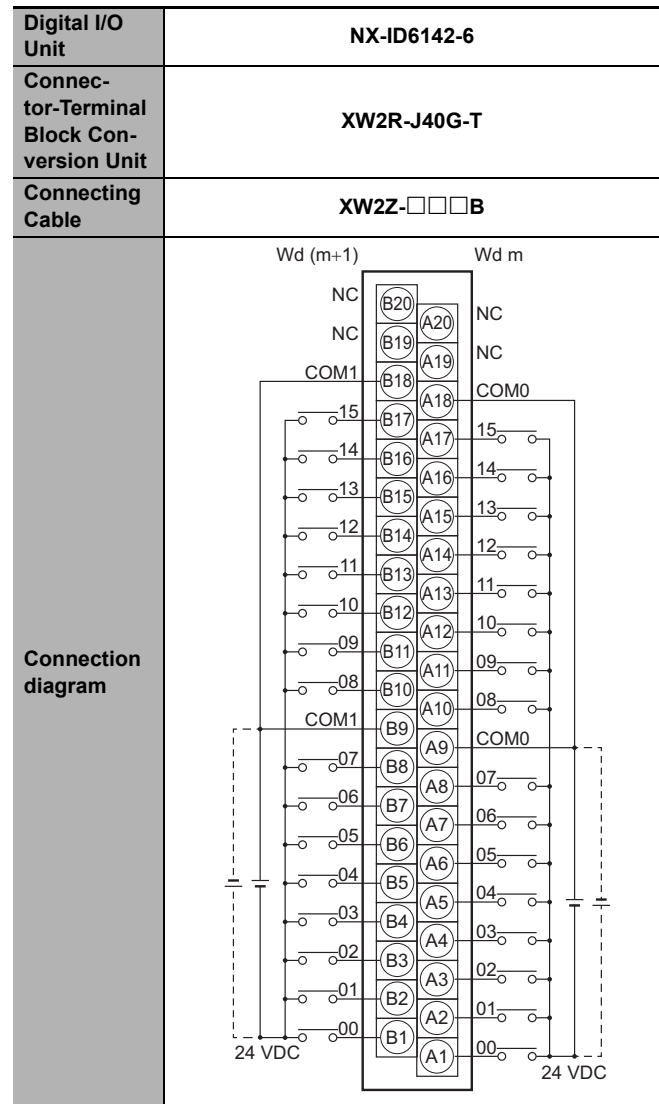 Digital I/O
Unit
NX-ID6142-6
Connec-
tor-Terminal
Block Con-
version Unit
XW2R-J40G-T
Connecting
Cable
XW2Z-□□□B
Connection
diagram
Wd (m+1)
Wd m
NC
B20
A20
NC
NC
B19
A19
NC
COM1
B18
A18
COM0
15
B17
A17
15
14
B16
A16
14
13
B15
A15
13
12
B14
A14
12
11
B13
A13
11
10
B12
A12
10
09
B11
A11
09
08
B10
A10
08
COM1
B9
A9
COM0
07
B8
A8
07
06
B7
A7
06
05
B6
A6
05
04
B5
A5
04
03
B4
A4
03
02
B3
A3
02
01
B2
A2
01
00
B1
A1
00
24 VDC
24 VDC